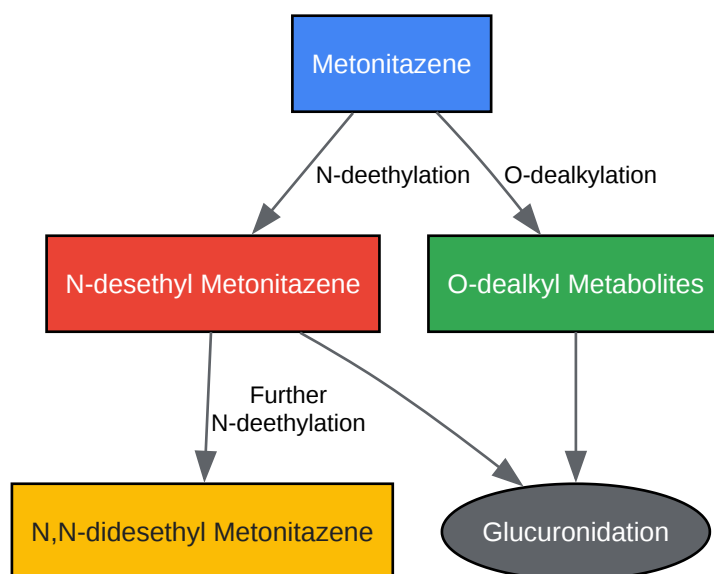 Metonitazene
N-deethylation
O-dealkylation
N-desethyl Metonitazene
O-dealkyl Metabolites
Further
N-deethylation
N,N-didesethyl Metonitazene
Glucuronidation